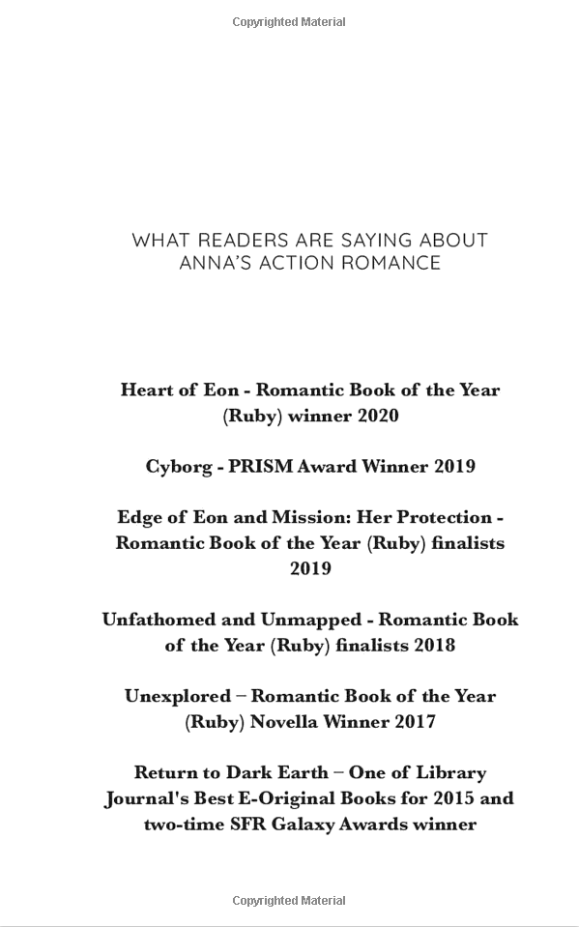 Copyrighted Material
WHAT READERS ARE SAYING ABOUT
ANNA'S ACTION ROMANCE
Heart of Eon - Romantic Book of the Year
(Ruby) winner 2020
Cyborg - PRISM Award Winner 2019
Edge of Eon and Mission: Her Protection -
Romantic Book of the Year (Ruby) finalists
2019
Unfathomed and Unmapped - Romantic Book
of the Year (Ruby) finalists 2018
Unexplored – Romantic Book of the Year
(Ruby) Novella Winner 2017
Return to Dark Earth – One of Library
Journal's Best E-Original Books for 2015 and
two-time SFR Galaxy Awards winner
Copyrighted Material